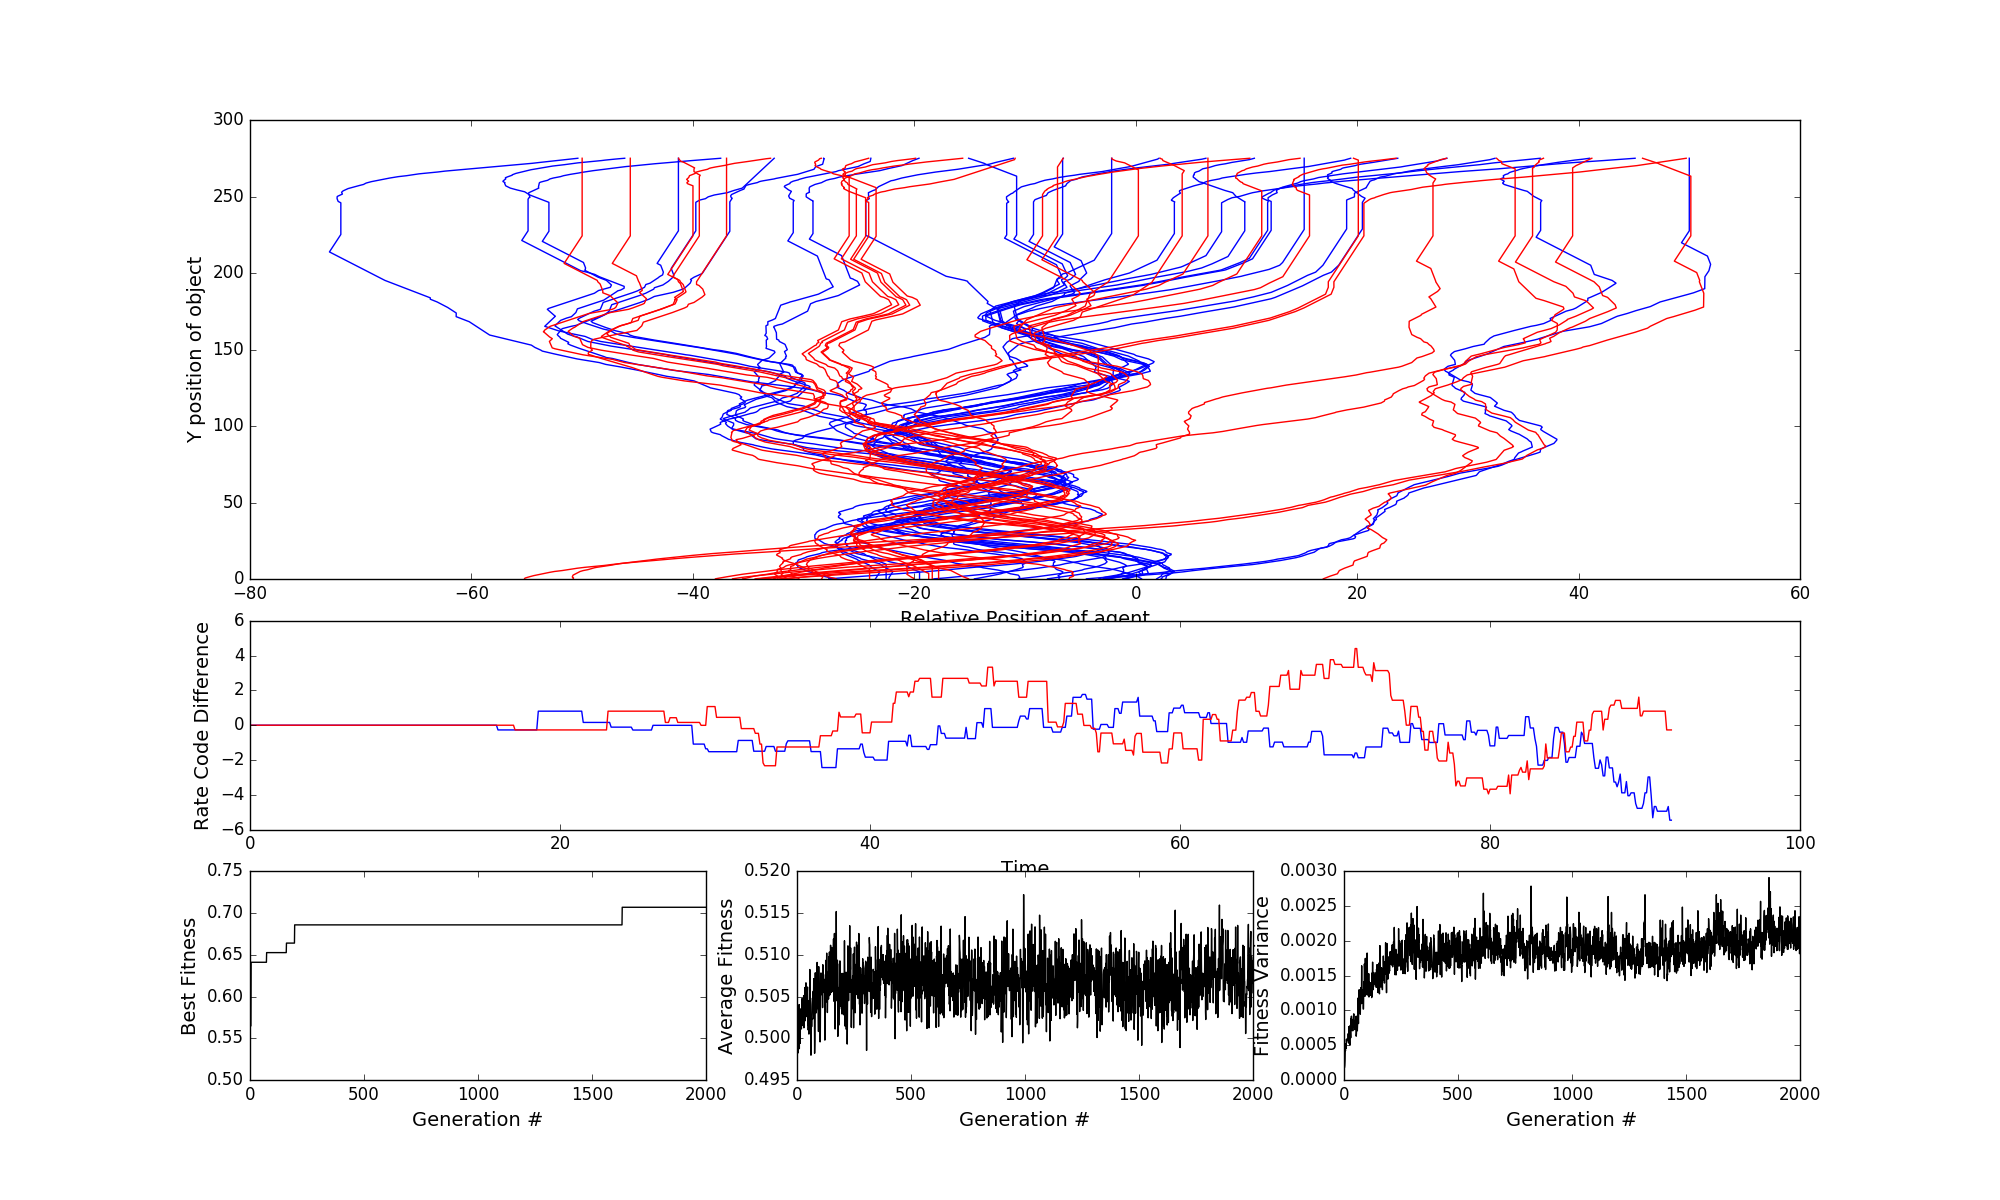 300
250
200
150
100
50
0
Y position of object
−80 −60 −40 −20 0 20 40 60
Relative Position of agent
6
4
2
0
−2
−4
−6
Rate Code Difference
0 20 40 60 80 100
Time
0.75
0.70
0.65
0.60
0.55
0.50
Best Fitness
0 500 1000 1500 2000
Generation #
0.520
0.515
0.510
0.505
0.500
0.495
Average Fitness
0 500 1000 1500 2000
Generation #
0.0030
0.0025
0.0020
0.0015
0.0010
0.0005
0.0000
Fitness Variance
0 500 1000 1500 2000
Generation #